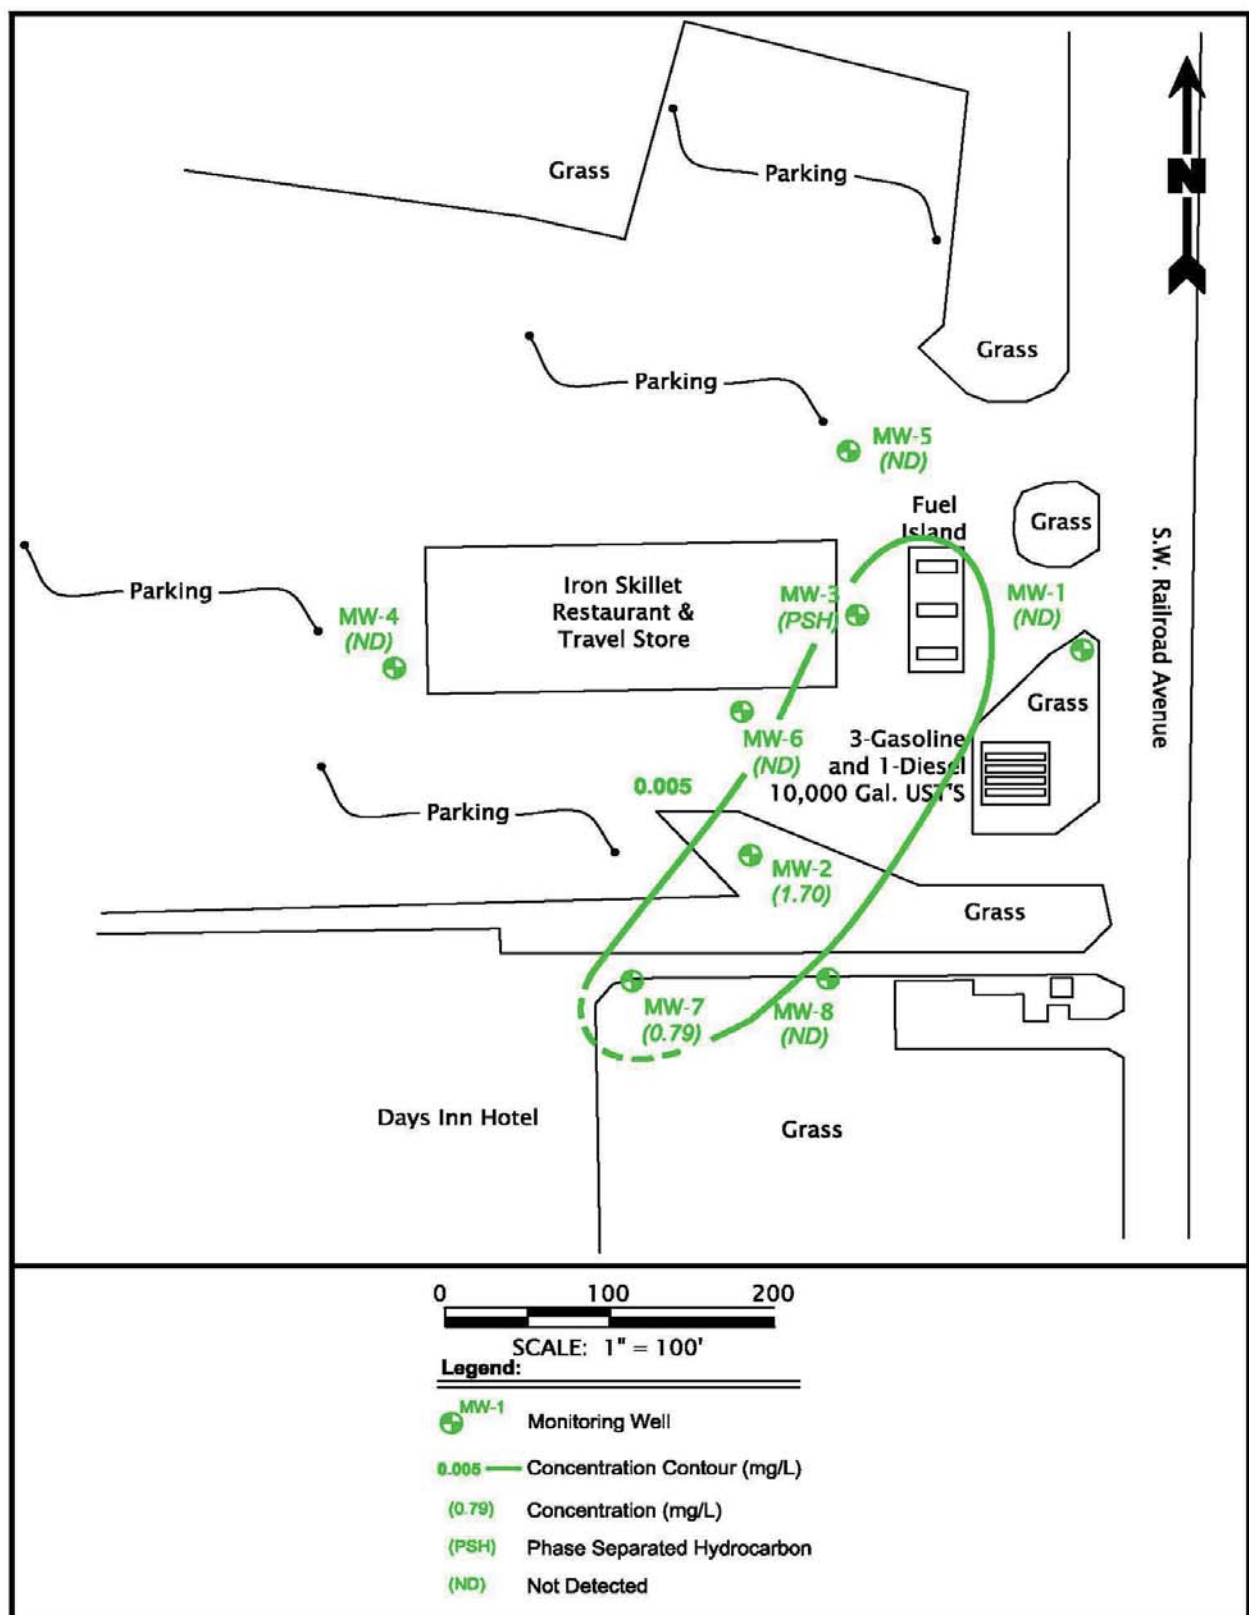 Grass
Parking
N
Grass
Parking
MW-5
(ND)
Fuel
Island
Grass
S.W. Railroad Avenue
Parking
Iron Skillet
Restaurant &
Travel Store
MW-3
(PSH)
MW-1
(ND)
MW-4
(ND)
Grass
MW-6
(ND)
3-Gasoline
and 1-Diesel
10,000 Gal. UST'S
0.005
Parking
MW-2
(1.70)
Grass
MW-7
(0.79)
MW-8
(ND)
Days Inn Hotel
Grass
0 100 200
SCALE: 1" = 100'
Legend:
MW-1 Monitoring Well
0.005 Concentration Contour (mg/L)
(0.79) Concentration (mg/L)
(PSH) Phase Separated Hydrocarbon
(ND) Not Detected